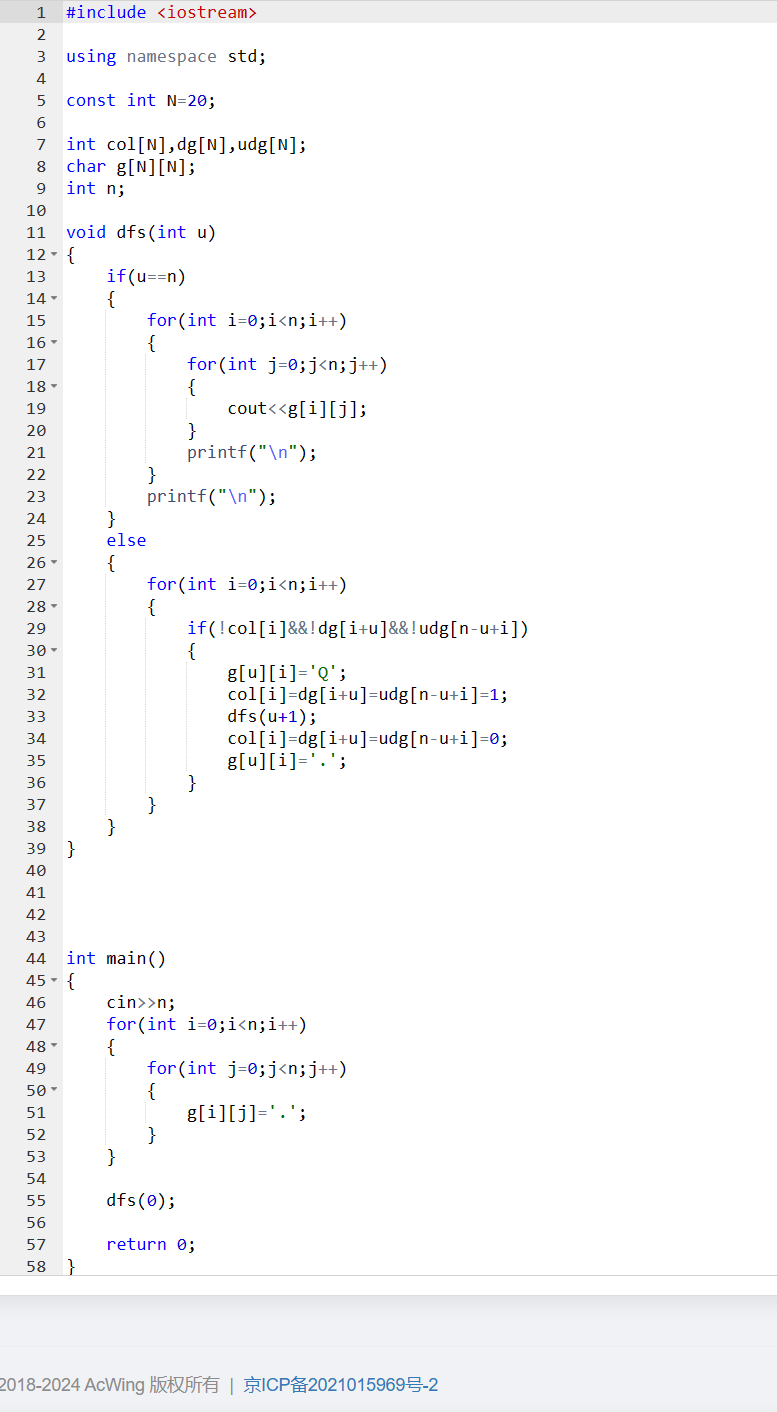 1 #include <iostream>
2
3 using namespace std;
4
5 const int N=20;
6
7 int col[N],dg[N],udg[N];
8 char g[N][N];
9 int n;
10
11 void dfs(int u)
12 {
13     if(u==n)
14     {
15         for(int i=0;i<n;i++)
16         {
17             for(int j=0;j<n;j++)
18             {
19                 cout<<g[i][j];
20             }
21             printf("\n");
22         }
23         printf("\n");
24     }
25     else
26     {
27         for(int i=0;i<n;i++)
28         {
29             if(!col[i]&&!dg[i+u]&&!udg[n-u+i])
30             {
31                 g[u][i]='Q';
32                 col[i]=dg[i+u]=udg[n-u+i]=1;
33                 dfs(u+1);
34                 col[i]=dg[i+u]=udg[n-u+i]=0;
35                 g[u][i]='.';
36             }
37         }
38     }
39 }
40
41
42
43
44 int main()
45 {
46     cin>>n;
47     for(int i=0;i<n;i++)
48     {
49         for(int j=0;j<n;j++)
50         {
51             g[i][j]='.';
52         }
53     }
54
55     dfs(0);
56
57     return 0;
58 }
2018-2024 AcWing 版权所有 | 京ICP备2021015969号-2